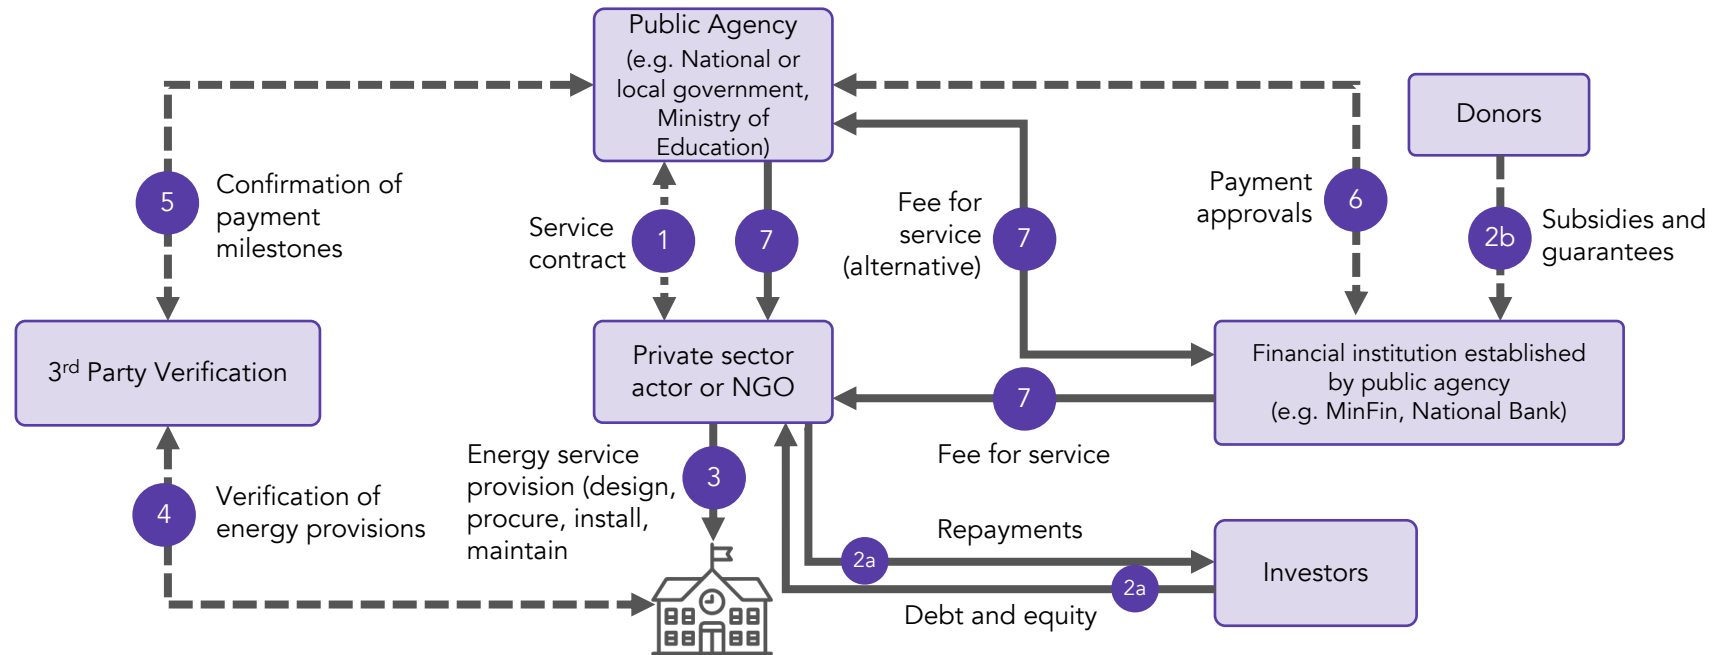 Public Agency
(e.g. National or
local government,
Ministry of
Education)
Donors
5
Confirmation of
payment
milestones
Service
contract
1
7
Fee for
service
(alternative)
7
Payment
approvals
6
2b
Subsidies and
guarantees
3rd Party Verification
Private sector
actor or NGO
Financial institution established
by public agency
(e.g. MinFin, National Bank)
7
Fee for service
4
Verification of
energy provisions
Energy service
provision (design,
procure, install,
maintain
3
Repayments
2a
2a
Debt and equity
Investors